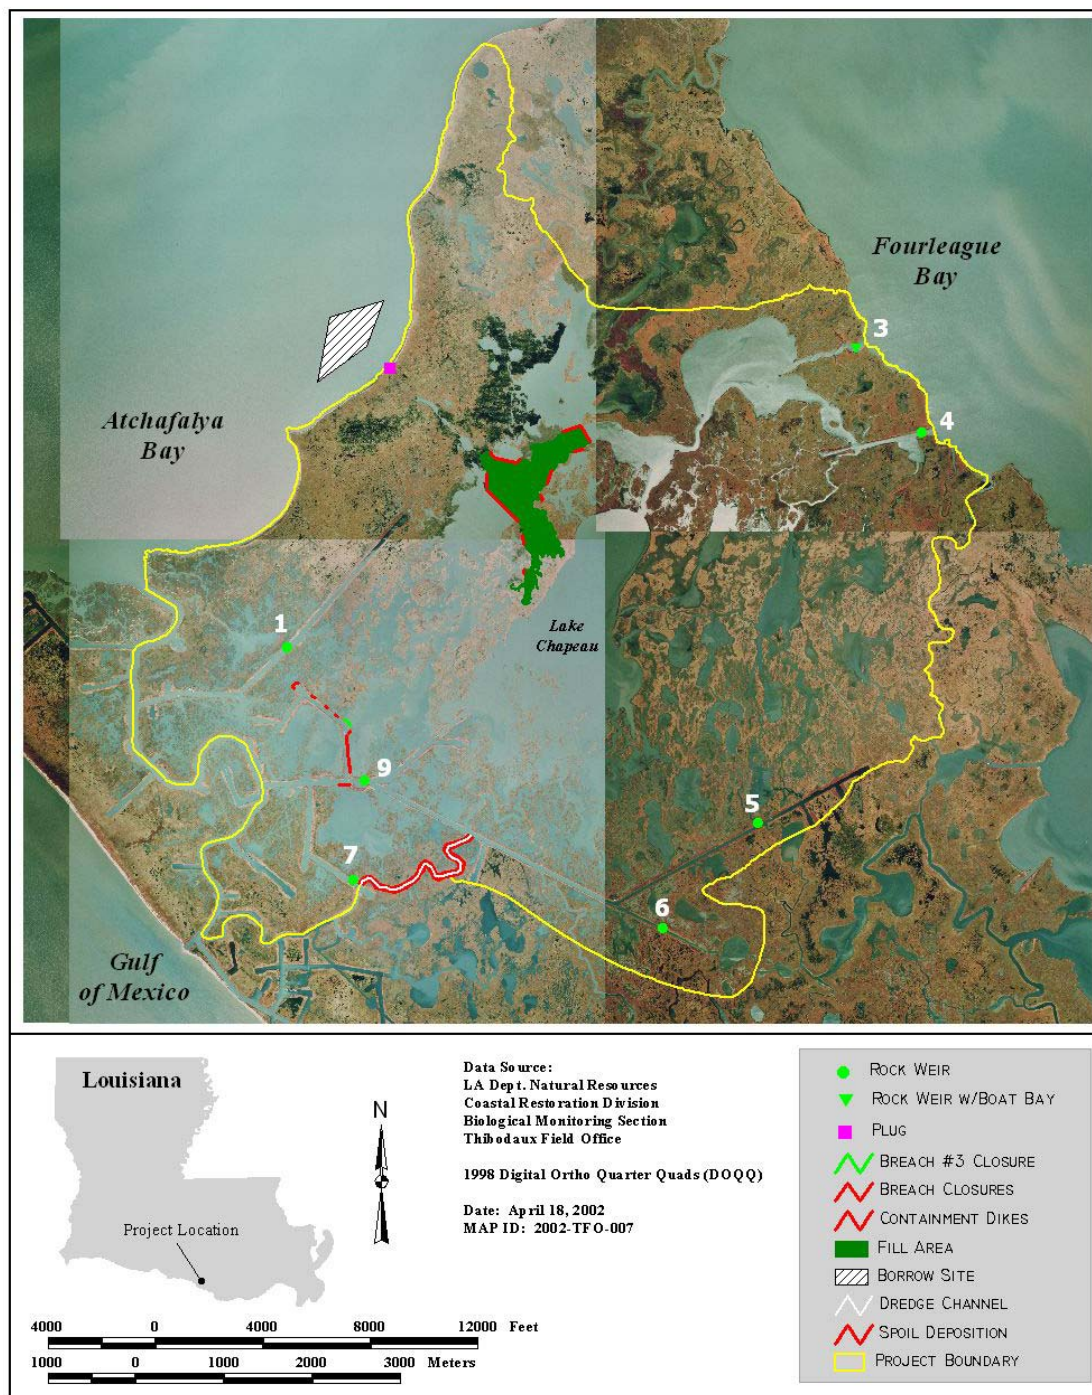 Fourleague
Bay
3
4
Atchafalya
Bay
1
Lake
Chapeau
9
5
7
6
Gulf
of Mexico
Louisiana
Project Location
N
Data Source:
LA Dept. Natural Resources
Coastal Restoration Division
Biological Monitoring Section
Thibodaux Field Office
1998 Digital Ortho Quarter Quads (DOQQ)
Date: April 18, 2002
MAP ID: 2002-TFO-007
4000 0 4000 8000 12000 Feet
1000 0 1000 2000 3000 Meters
ROCK WEIR
ROCK WEIR W/BOAT BAY
PLUG
BREACH #3 CLOSURE
BREACH CLOSURES
CONTAINMENT DIKES
FILL AREA
BORROW SITE
DREDGE CHANNEL
SPOIL DEPOSITION
PROJECT BOUNDARY